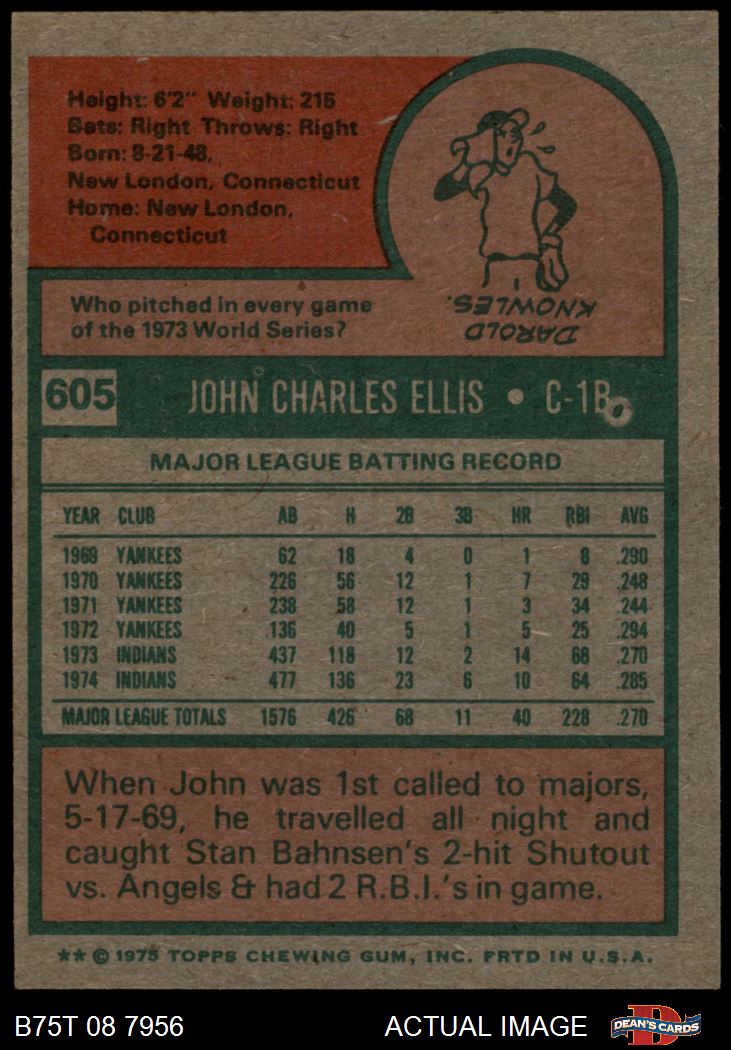 Height: 6'2" Weight: 215
Bats: Right Throws: Right
Born: 8-21-48,
New London, Connecticut
Home: New London,
Connecticut
Who pitched in every game
of the 1973 World Series?
DAROLD
KNOWLES.
605 JOHN CHARLES ELLIS • C-1B
MAJOR LEAGUE BATTING RECORD
YEAR CLUB AB H 2B 3B HR RBI AVG
1969 YANKEES 62 18 4 0 1 8 .290
1970 YANKEES 226 56 12 1 7 29 .248
1971 YANKEES 238 58 12 1 3 34 .244
1972 YANKEES 136 40 5 1 5 25 .294
1973 INDIANS 437 118 12 2 14 68 .270
1974 INDIANS 477 136 23 6 10 64 .285
MAJOR LEAGUE TOTALS 1576 426 68 11 40 228 .270
When John was 1st called to majors,
5-17-69, he travelled all night and
caught Stan Bahnsen's 2-hit Shutout
vs. Angels & had 2 R.B.I.'s in game.
** © 1975 TOPPS CHEWING GUM, INC. PRTD IN U.S.A.
B75T 08 7956 ACTUAL IMAGE DEAN'S CARDS